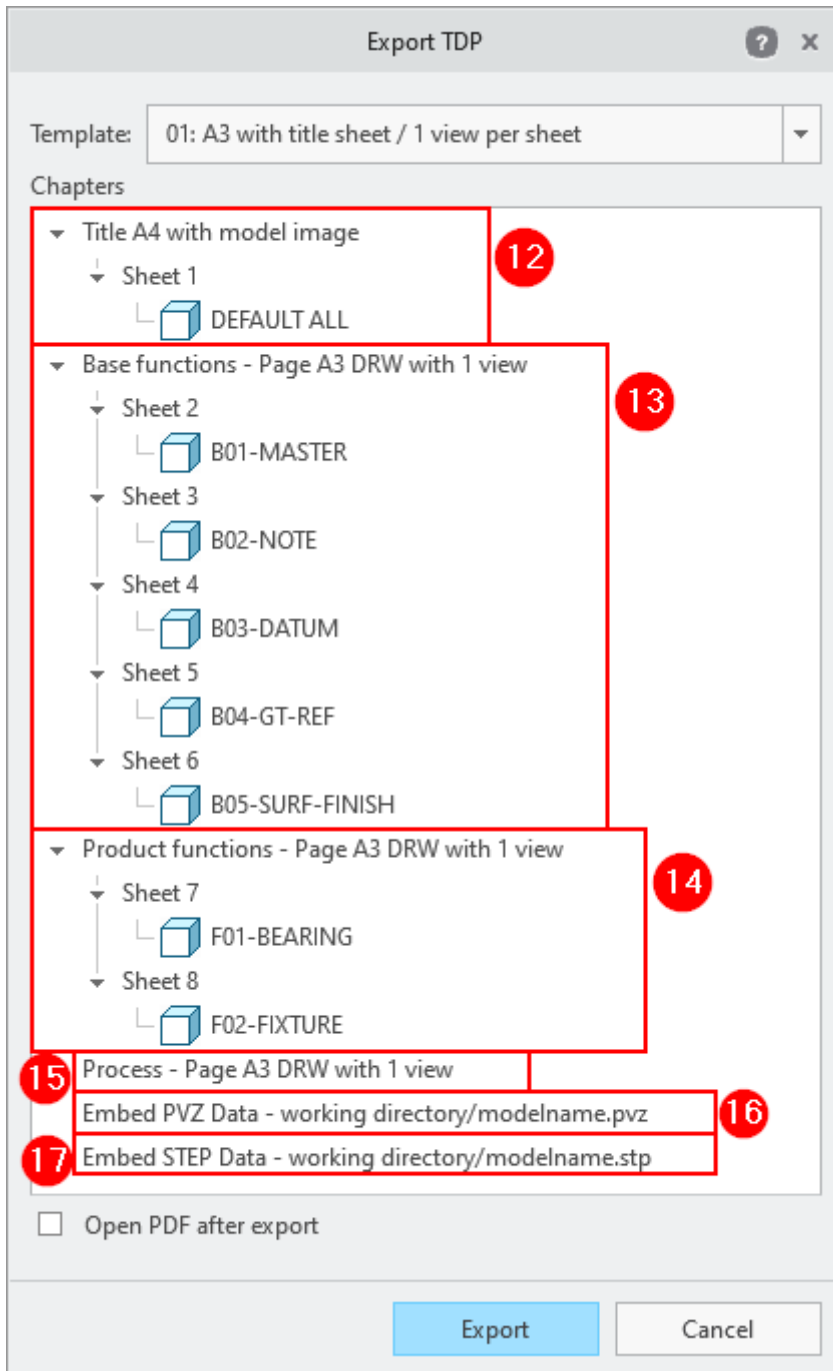 Export TDP
?
Template: 01: A3 with title sheet / 1 view per sheet
Chapters
Title A4 with model image
12
Sheet 1
DEFAULT ALL
Base functions - Page A3 DRW with 1 view
13
Sheet 2
B01-MASTER
Sheet 3
B02-NOTE
Sheet 4
B03-DATUM
Sheet 5
B04-GT-REF
Sheet 6
B05-SURF-FINISH
Product functions - Page A3 DRW with 1 view
14
Sheet 7
F01-BEARING
Sheet 8
F02-FIXTURE
15 Process - Page A3 DRW with 1 view
Embed PVZ Data - working directory/modelname.pvz 16
17 Embed STEP Data - working directory/modelname.stp
Open PDF after export
Export Cancel